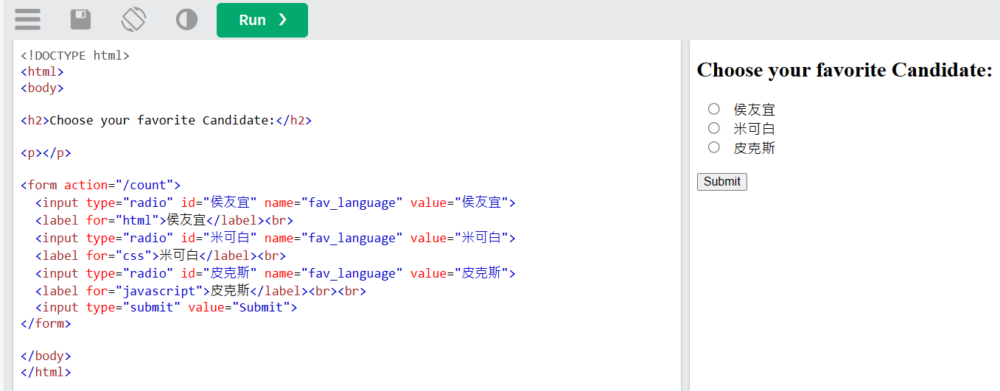 Run ❯
<!DOCTYPE html>
<html>
<body>
<h2>Choose your favorite Candidate:</h2>
<p></p>
<form action="/count">
  <input type="radio" id="侯友宜" name="fav_language" value="侯友宜">
  <label for="html">侯友宜</label><br>
  <input type="radio" id="米可白" name="fav_language" value="米可白">
  <label for="css">米可白</label><br>
  <input type="radio" id="皮克斯" name="fav_language" value="皮克斯">
  <label for="javascript">皮克斯</label><br><br>
  <input type="submit" value="Submit">
</form>
</body>
</html>
Choose your favorite Candidate:
侯友宜
米可白
皮克斯
Submit